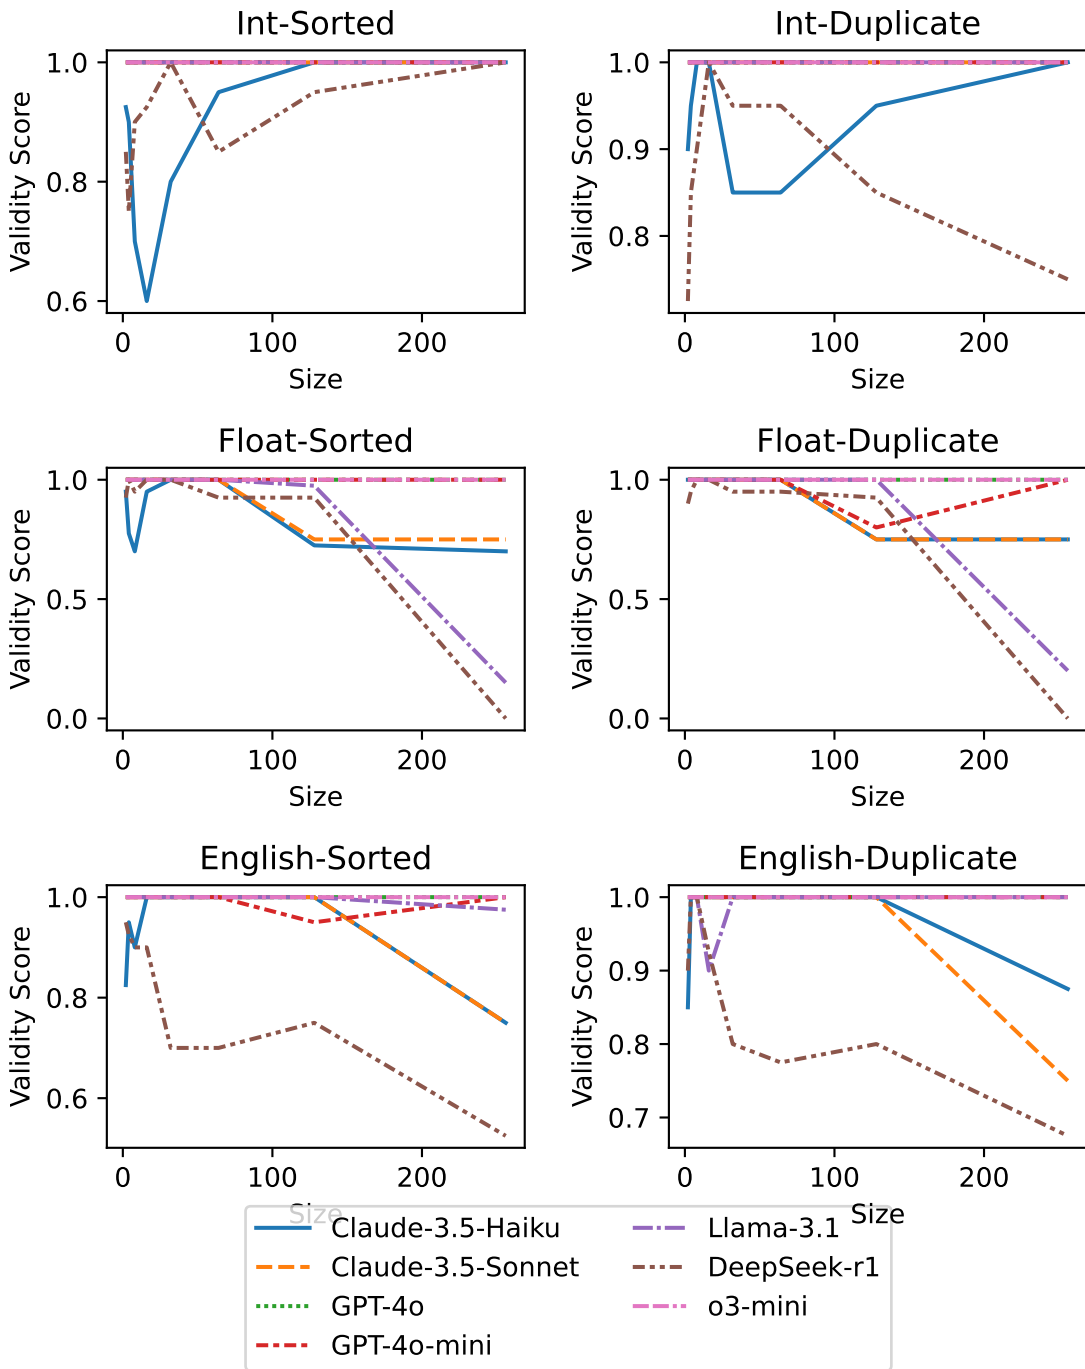 Int-Sorted
Int-Duplicate
Validity Score
1.0
0.8
0.6
0 100 200
Size
Validity Score
1.0
0.9
0.8
0 100 200
Size
Float-Sorted
Float-Duplicate
Validity Score
1.0
0.5
0.0
0 100 200
Size
Validity Score
1.0
0.5
0.0
0 100 200
Size
English-Sorted
English-Duplicate
Validity Score
1.0
0.8
0.6
0 100 200
Size
Validity Score
1.0
0.9
0.8
0.7
0 100 200
Size
Claude-3.5-Haiku
Claude-3.5-Sonnet
GPT-4o
GPT-4o-mini
Llama-3.1
DeepSeek-r1
o3-mini